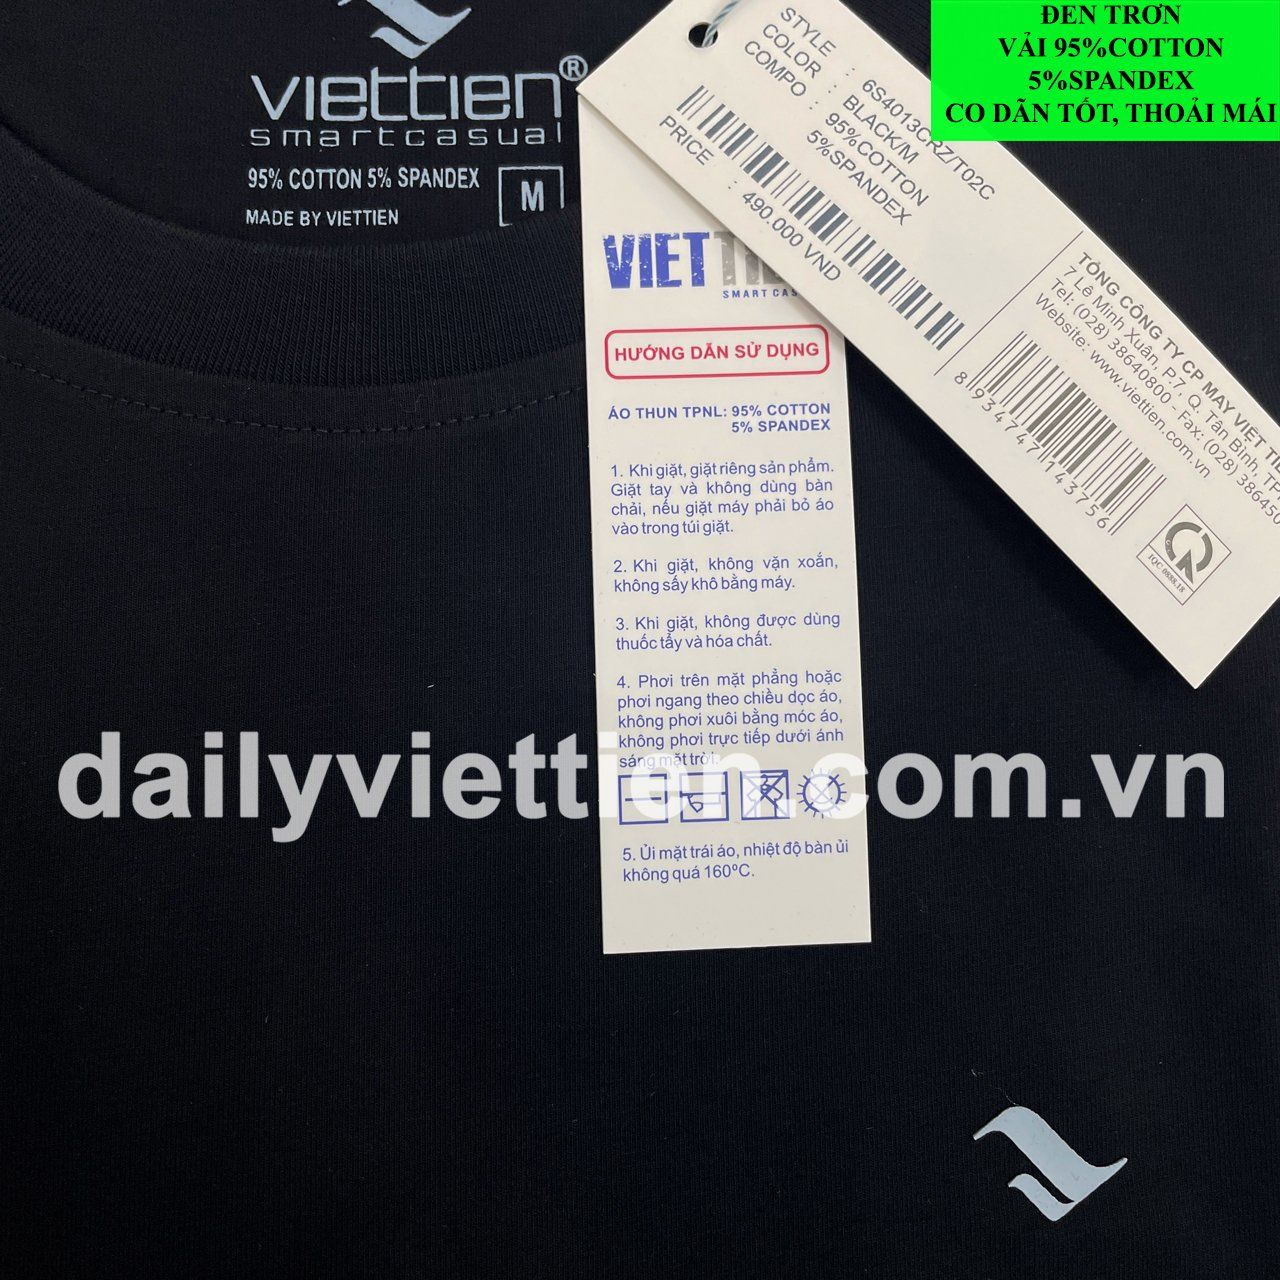 ĐEN TRƠN
VẢI 95%COTTON
5%SPANDEX
CO DÃN TỐT, THOẢI MÁI
viettien®
smartcasual
95% COTTON 5% SPANDEX
M
MADE BY VIETTIEN
STYLE : 6S4013CRZ/T02C
COLOR : BLACK/M
COMPO : 95%COTTON
5%SPANDEX
PRICE : 490.000 VND
TỔNG CÔNG TY CP MAY VIỆT
7 Lê Minh Xuân, P.7, Q. Tân Bình,
Tel: (028) 38640800 - Fax: (028)
Website: www.viettien.com.vn
8934747143756
VIET
SMART
HƯỚNG DẪN SỬ DỤNG
ÁO THUN TPNL: 95% COTTON
5% SPANDEX
1. Khi giặt, giặt riêng sản phẩm.
Giặt tay và không dùng bàn
chải, nếu giặt máy phải bỏ áo
vào trong túi giặt.
2. Khi giặt, không vặn xoắn,
không sấy khô bằng máy.
3. Khi giặt, không được dùng
thuốc tẩy và hóa chất.
4. Phơi trên mặt phẳng hoặc
phơi ngang theo chiều dọc áo,
không phơi xuôi bằng móc áo,
không phơi trực tiếp dưới ánh
sáng mặt trời.
5. Ủi mặt trái áo, nhiệt độ bàn ủi
không quá 160ºC.
dailyviettien.com.vn